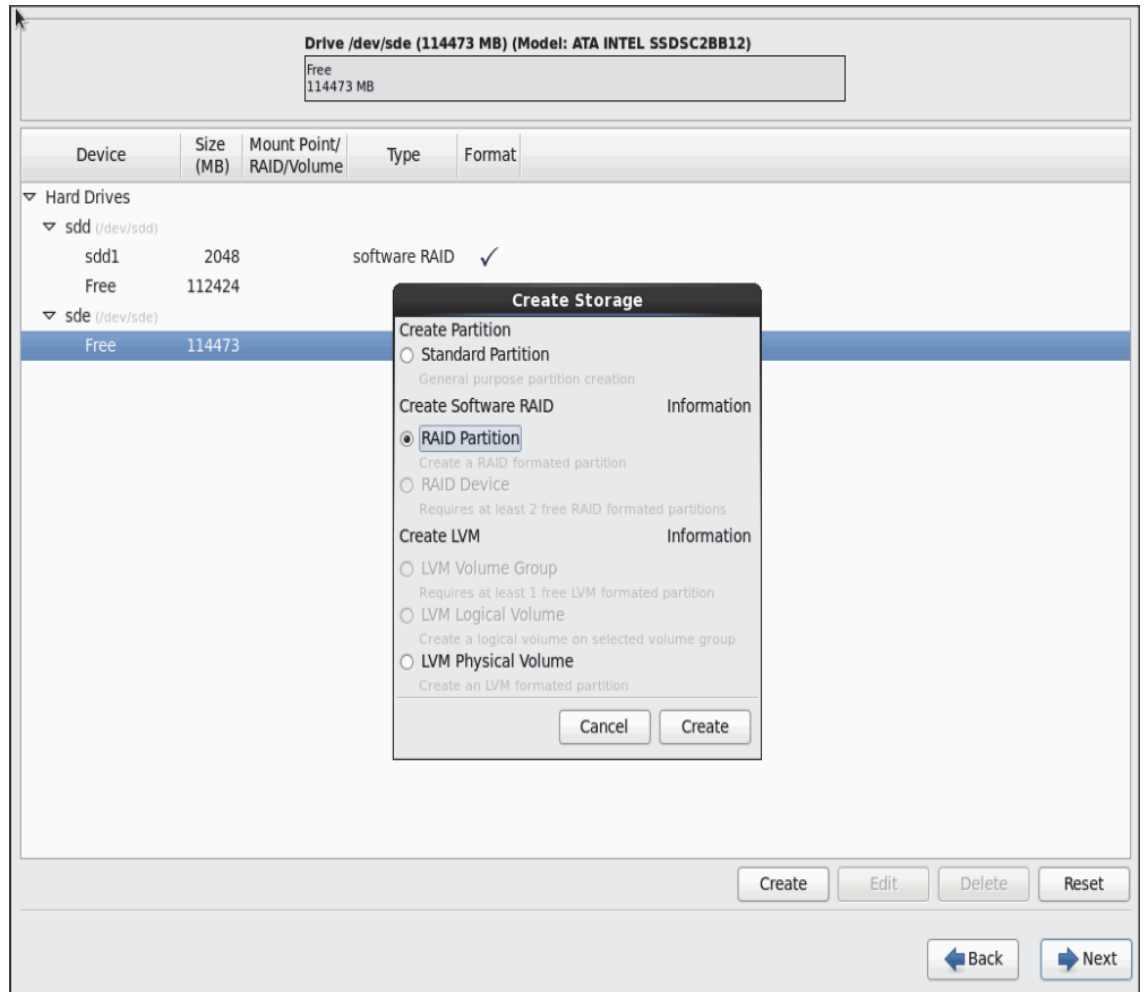 Drive /dev/sde (114473 MB) (Model: ATA INTEL SSDSC2BB12)
Free
114473 MB
Device Size (MB) Mount Point/ RAID/Volume Type Format
Hard Drives
sdd (/dev/sdd)
sdd1 2048 software RAID ✓
Free 112424
sde (/dev/sde)
Free 114473
Create Storage
Create Partition
Standard Partition
General purpose partition creation
Create Software RAID Information
RAID Partition
Create a RAID formated partition
RAID Device
Requires at least 2 free RAID formated partitions
Create LVM Information
LVM Volume Group
Requires at least 1 free LVM formated partition
LVM Logical Volume
Create a logical volume on selected volume group
LVM Physical Volume
Create an LVM formated partition
Cancel Create
Create Edit Delete Reset
Back Next